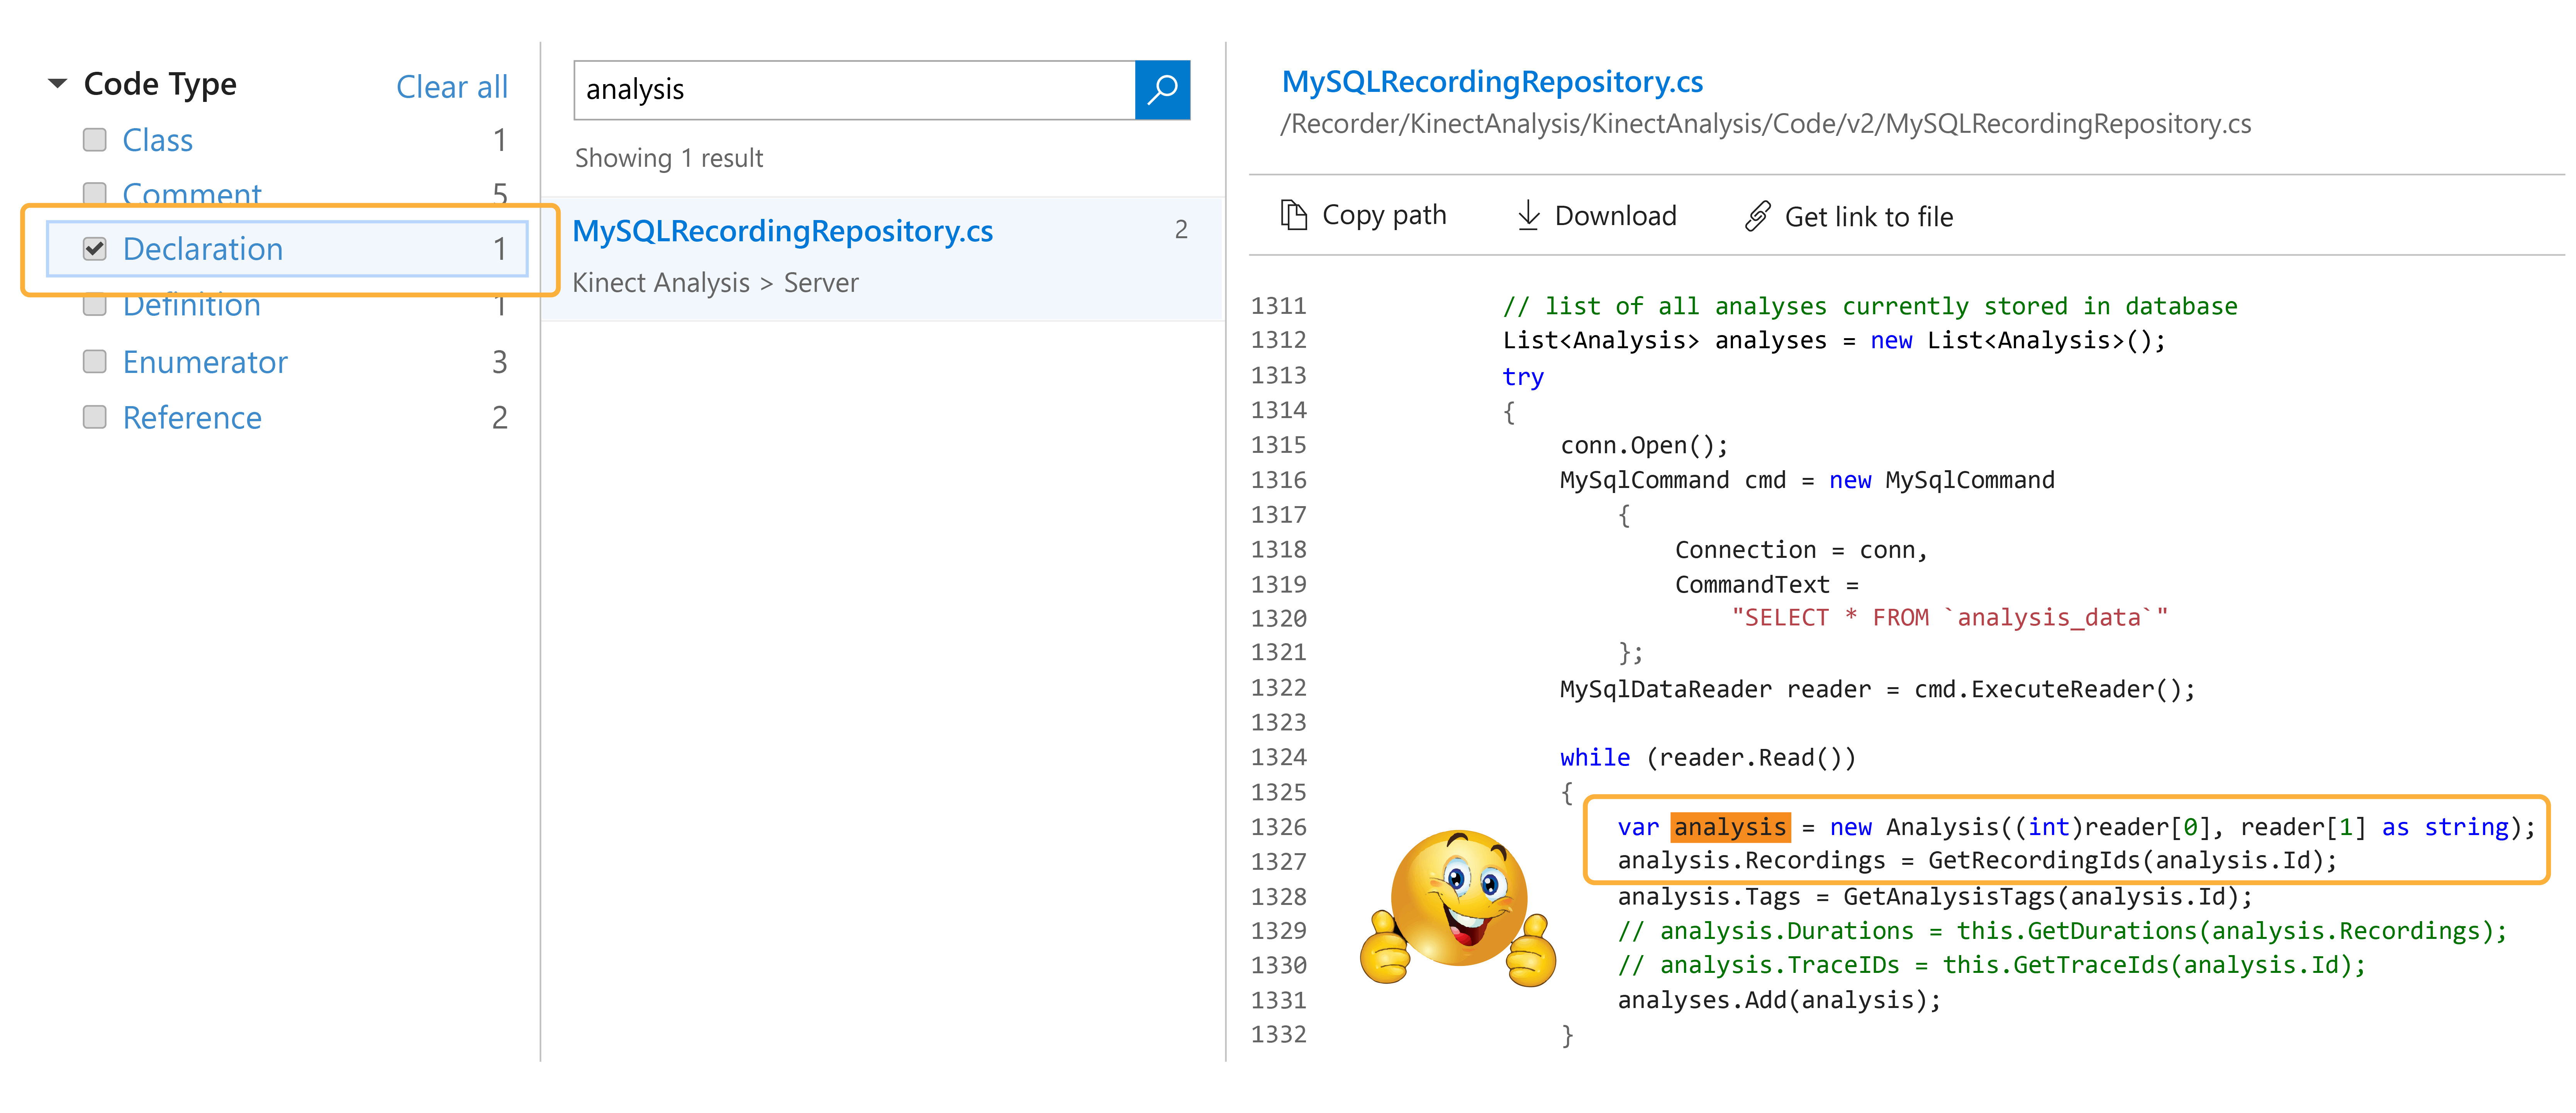 Code Type Clear all
Class 1
Comment 5
Declaration 1
Definition 1
Enumerator 3
Reference 2
analysis
Showing 1 result
MySQLRecordingRepository.cs 2
Kinect Analysis > Server
MySQLRecordingRepository.cs
/Recorder/KinectAnalysis/KinectAnalysis/Code/v2/MySQLRecordingRepository.cs
Copy path Download Get link to file
1311 // list of all analyses currently stored in database
1312 List<Analysis> analyses = new List<Analysis>();
1313 try
1314 {
1315 conn.Open();
1316 MySqlCommand cmd = new MySqlCommand
1317 {
1318 Connection = conn,
1319 CommandText =
1320 "SELECT * FROM `analysis_data`"
1321 };
1322 MySqlDataReader reader = cmd.ExecuteReader();
1323
1324 while (reader.Read())
1325 {
1326 var analysis = new Analysis((int)reader[0], reader[1] as string);
1327 analysis.Recordings = GetRecordingIds(analysis.Id);
1328 analysis.Tags = GetAnalysisTags(analysis.Id);
1329 // analysis.Durations = this.GetDurations(analysis.Recordings);
1330 // analysis.TraceIDs = this.GetTraceIds(analysis.Id);
1331 analyses.Add(analysis);
1332 }